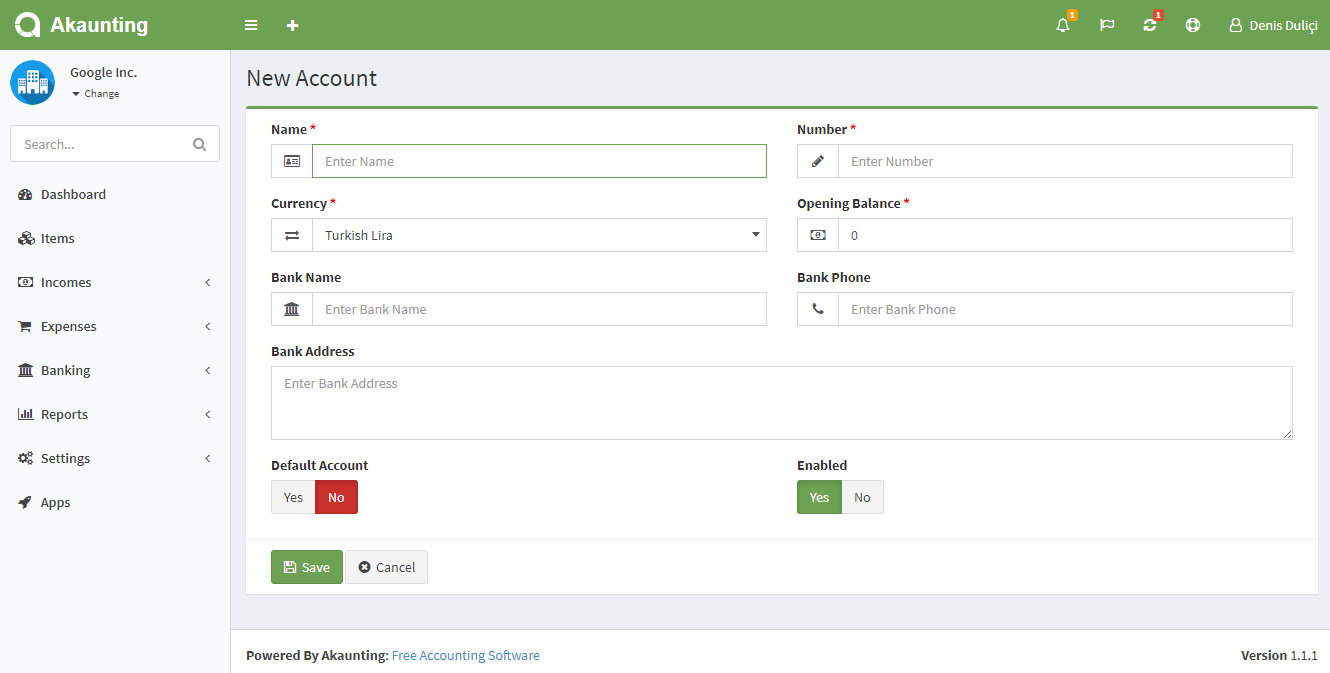 Akaunting
1
1
Denis Duliçi
Google Inc.
Change
Search...
Dashboard
Items
Incomes
Expenses
Banking
Reports
Settings
Apps
New Account
Name *
Number *
Enter Name
Enter Number
Currency *
Opening Balance *
Turkish Lira
0
Bank Name
Bank Phone
Enter Bank Name
Enter Bank Phone
Bank Address
Enter Bank Address
Default Account
Enabled
Yes No
Yes No
Save
Cancel
Powered By Akaunting: Free Accounting Software
Version 1.1.1